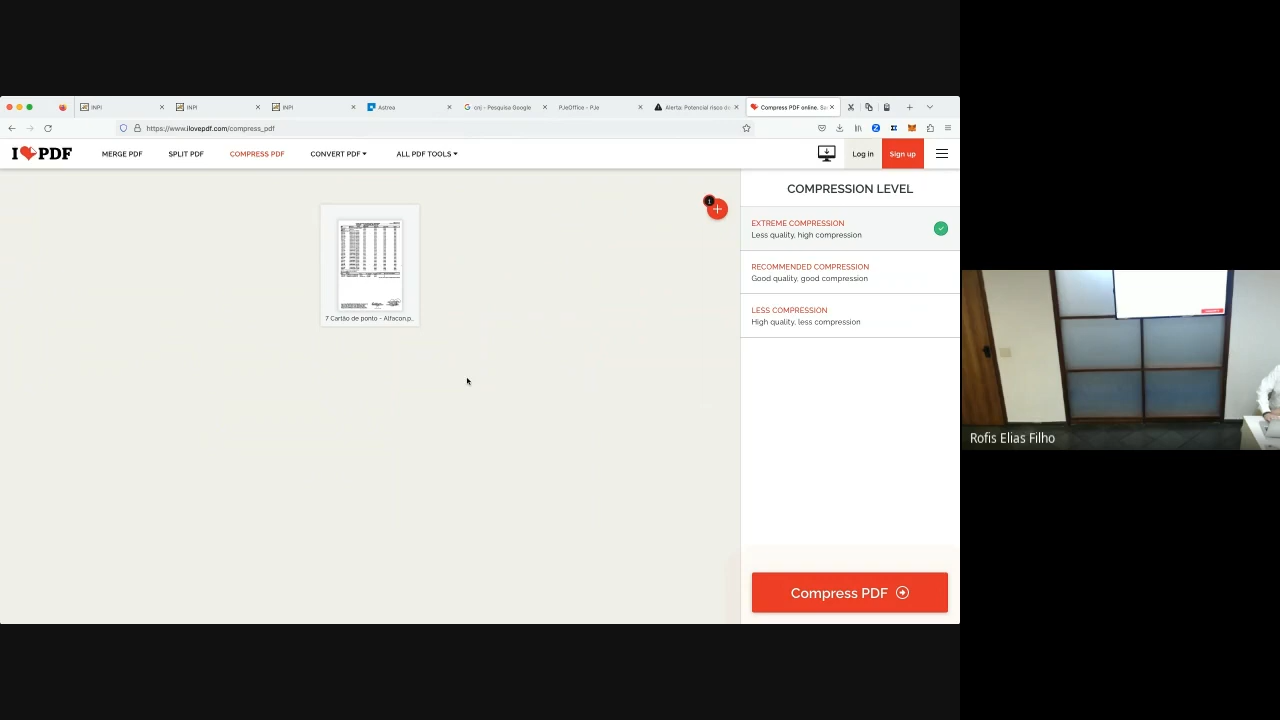 INPI
INPI
INPI
Astrea
cnj - Pesquisa Google
PJeOffice - PJe
Alerta: Potencial risco de
Compress PDF online. Sa
https://www.ilovepdf.com/compress_pdf
I PDF
MERGE PDF
SPLIT PDF
COMPRESS PDF
CONVERT PDF
ALL PDF TOOLS
Log in
Sign up
1
7 Cartão de ponto - Alfacon.p...
COMPRESSION LEVEL
EXTREME COMPRESSION
Less quality, high compression
RECOMMENDED COMPRESSION
Good quality, good compression
LESS COMPRESSION
High quality, less compression
Compress PDF
Rofis Elias Filho